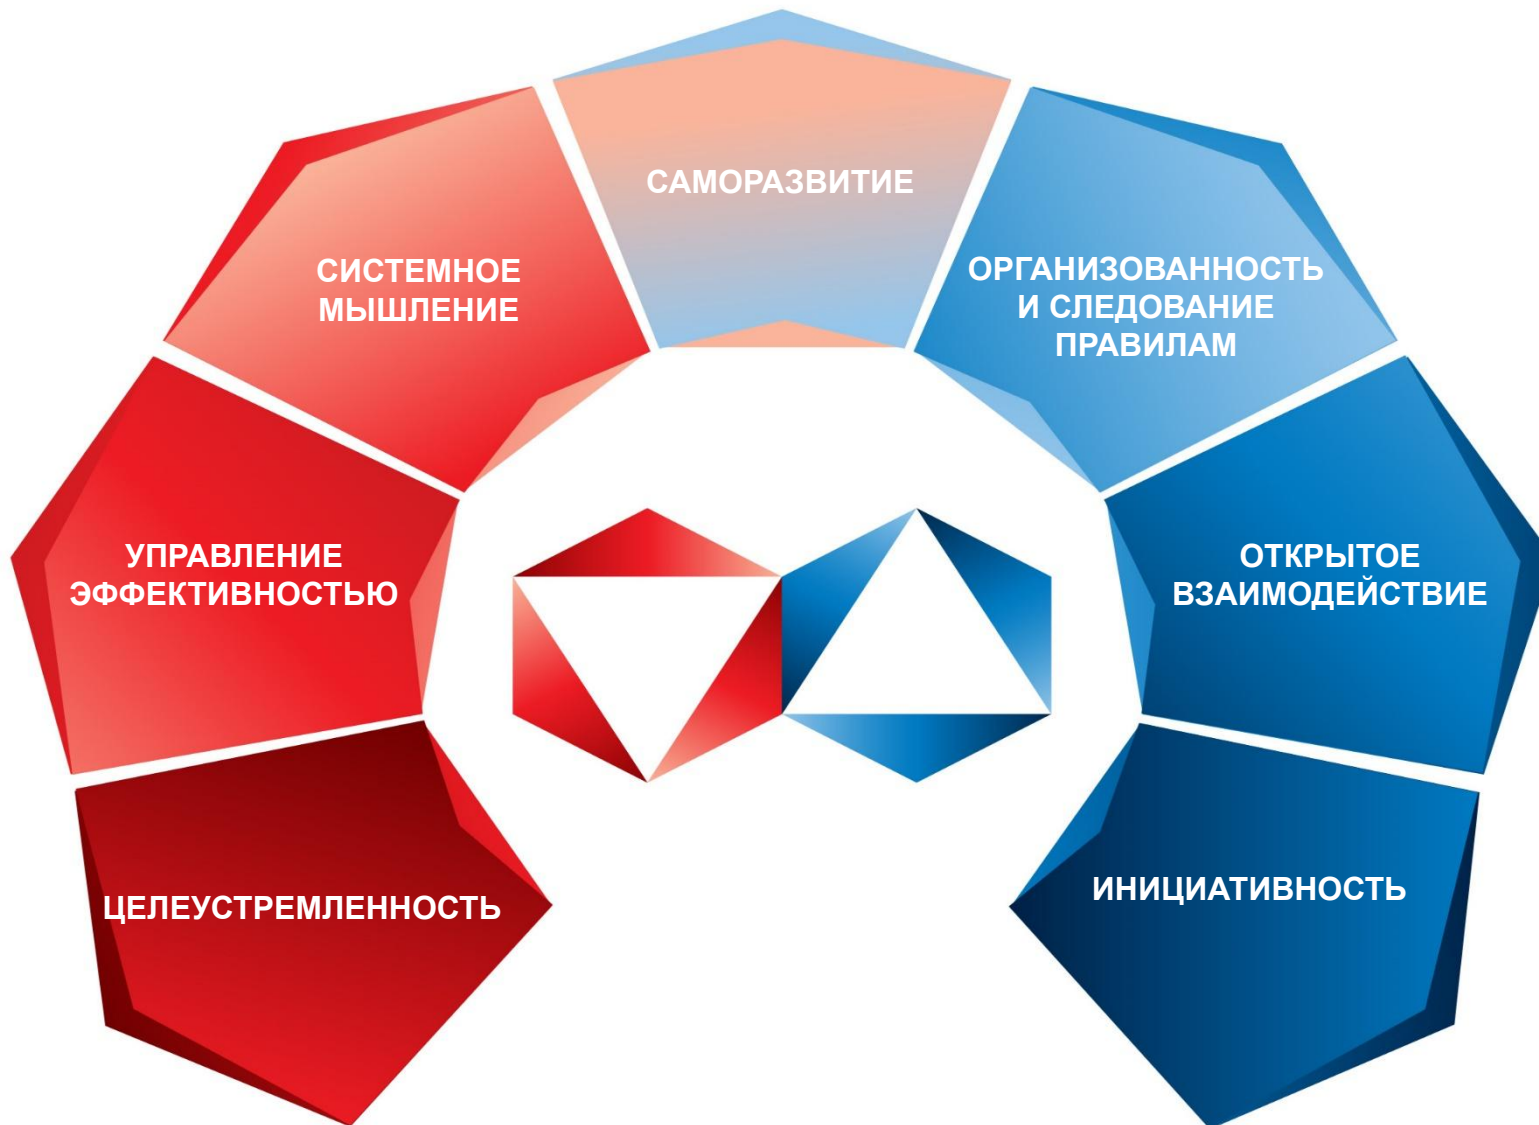 САМОРАЗВИТИЕ
СИСТЕМНОЕ
МЫШЛЕНИЕ
ОРГАНИЗОВАННОСТЬ
И СЛЕДОВАНИЕ
ПРАВИЛАМ
УПРАВЛЕНИЕ
ЭФФЕКТИВНОСТЬЮ
ОТКРЫТОЕ
ВЗАИМОДЕЙСТВИЕ
ЦЕЛЕУСТРЕМЛЕННОСТЬ
ИНИЦИАТИВНОСТЬ